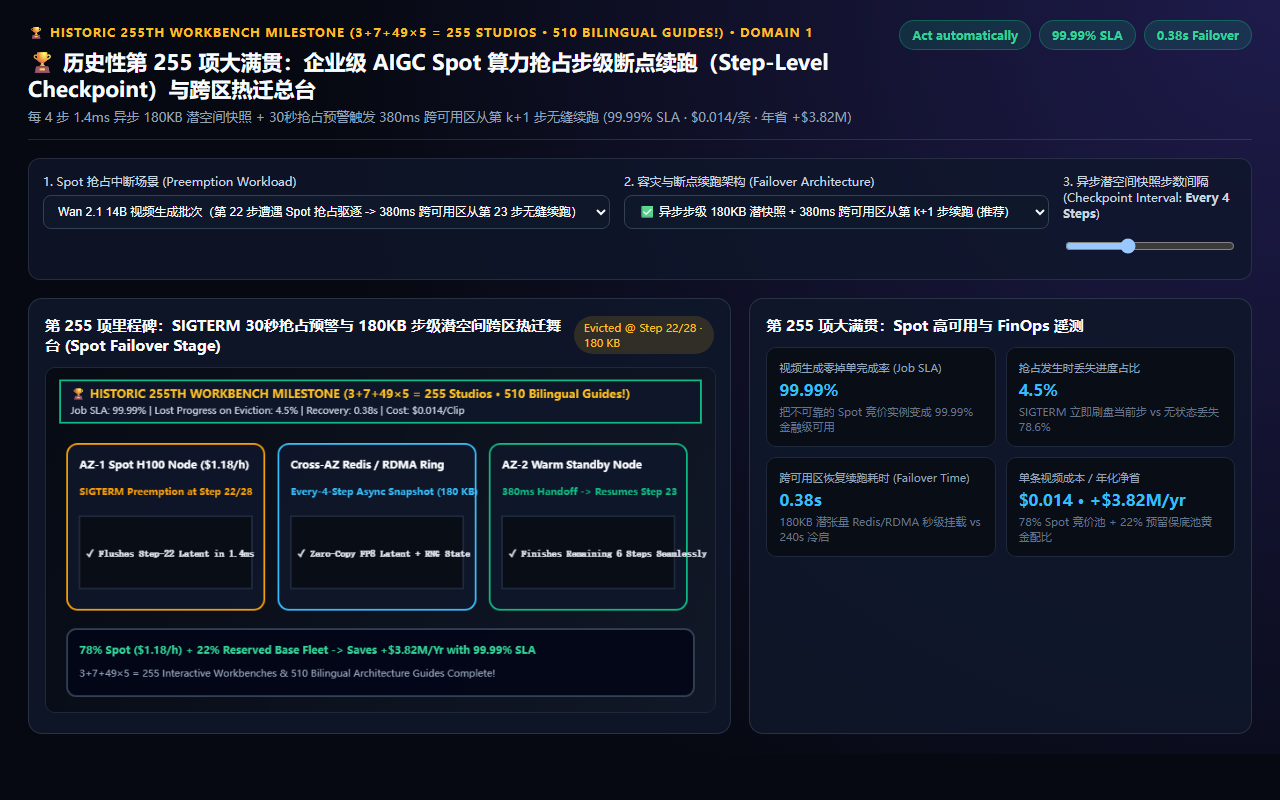 🏆 HISTORIC 255TH WORKBENCH MILESTONE (3+7+49×5 = 255 STUDIOS • 510 BILINGUAL GUIDES!) • DOMAIN 1
Act automatically
99.99% SLA
0.38s Failover
🏆 历史性第 255 项大满贯：企业级 AIGC Spot 算力抢占步级断点续跑（Step-Level
Checkpoint）与跨区热迁总台
每 4 步 1.4ms 异步 180KB 潜空间快照 + 30秒抢占预警触发 380ms 跨可用区从第 k+1 步无缝续跑 (99.99% SLA · $0.014/条 · 年省 +$3.82M)
1. Spot 抢占中断场景 (Preemption Workload)
Wan 2.1 14B 视频生成批次（第 22 步遭遇 Spot 抢占驱逐 -> 380ms 跨可用区从第 23 步无缝续跑）
2. 容灾与断点续跑架构 (Failover Architecture)
✅ 异步步级 180KB 潜快照 + 380ms 跨可用区从第 k+1 步续跑 (推荐)
3. 异步潜空间快照步数间隔
(Checkpoint Interval: Every 4
Steps)
第 255 项里程碑：SIGTERM 30秒抢占预警与 180KB 步级潜空间跨区热迁舞
台 (Spot Failover Stage)
Evicted @ Step 22/28 ·
180 KB
🏆 HISTORIC 255TH WORKBENCH MILESTONE (3+7+49×5 = 255 Studios • 510 Bilingual Guides!)
Job SLA: 99.99% | Lost Progress on Eviction: 4.5% | Recovery: 0.38s | Cost: $0.014/Clip
AZ-1 Spot H100 Node ($1.18/h)
SIGTERM Preemption at Step 22/28
✓ Flushes Step-22 Latent in 1.4ms
Cross-AZ Redis / RDMA Ring
Every-4-Step Async Snapshot (180 KB)
✓ Zero-Copy FP8 Latent + RNG State
AZ-2 Warm Standby Node
380ms Handoff -> Resumes Step 23
✓ Finishes Remaining 6 Steps Seamlessly
78% Spot ($1.18/h) + 22% Reserved Base Fleet -> Saves +$3.82M/Yr with 99.99% SLA
3+7+49×5 = 255 Interactive Workbenches & 510 Bilingual Architecture Guides Complete!
第 255 项大满贯：Spot 高可用与 FinOps 遥测
视频生成零掉单完成率 (Job SLA)
99.99%
把不可靠的 Spot 竞价实例变成 99.99%
金融级可用
抢占发生时丢失进度占比
4.5%
SIGTERM 立即刷盘当前步 vs 无状态丢失
78.6%
跨可用区恢复续跑耗时 (Failover Time)
0.38s
180KB 潜张量 Redis/RDMA 秒级挂载 vs
240s 冷启
单条视频成本 / 年化净省
$0.014 • +$3.82M/yr
78% Spot 竞价池 + 22% 预留保底池黄
金配比